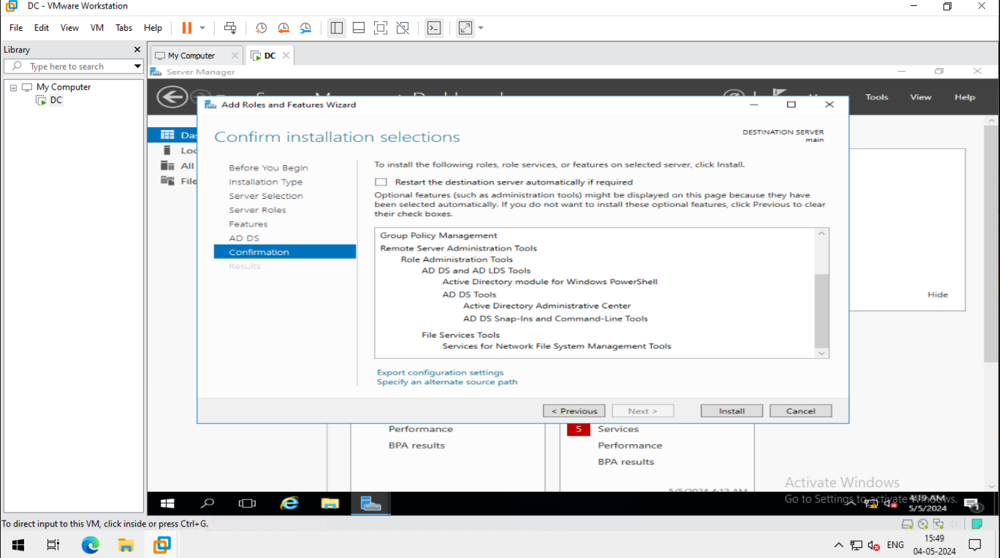 DC - VMware Workstation
File Edit View VM Tabs Help
Library
My Computer
DC
Type here to search
Server Manager
My Computer
DC
Tools View Help
Add Roles and Features Wizard
Confirm installation selections
DESTINATION SERVER
main
Before You Begin
Installation Type
Server Selection
Server Roles
Features
AD DS
Confirmation
Results
To install the following roles, role services, or features on selected server, click Install.
Restart the destination server automatically if required
Optional features (such as administration tools) might be displayed on this page because they have
been selected automatically. If you do not want to install these optional features, click Previous to clear
their check boxes.
Group Policy Management
Remote Server Administration Tools
Role Administration Tools
AD DS and AD LDS Tools
Active Directory module for Windows PowerShell
AD DS Tools
Active Directory Administrative Center
AD DS Snap-Ins and Command-Line Tools
File Services Tools
Services for Network File System Management Tools
Export configuration settings
Specify an alternate source path
< Previous Next > Install Cancel
All
File
Hide
Performance
BPA results
5 Services
Performance
BPA results
5/5/2024 4:12 AM
Activate Windows
Go to Settings to activate Windows.
4:19 AM
5/5/2024
1
To direct input to this VM, click inside or press Ctrl+G.
ENG
15:49
04-05-2024